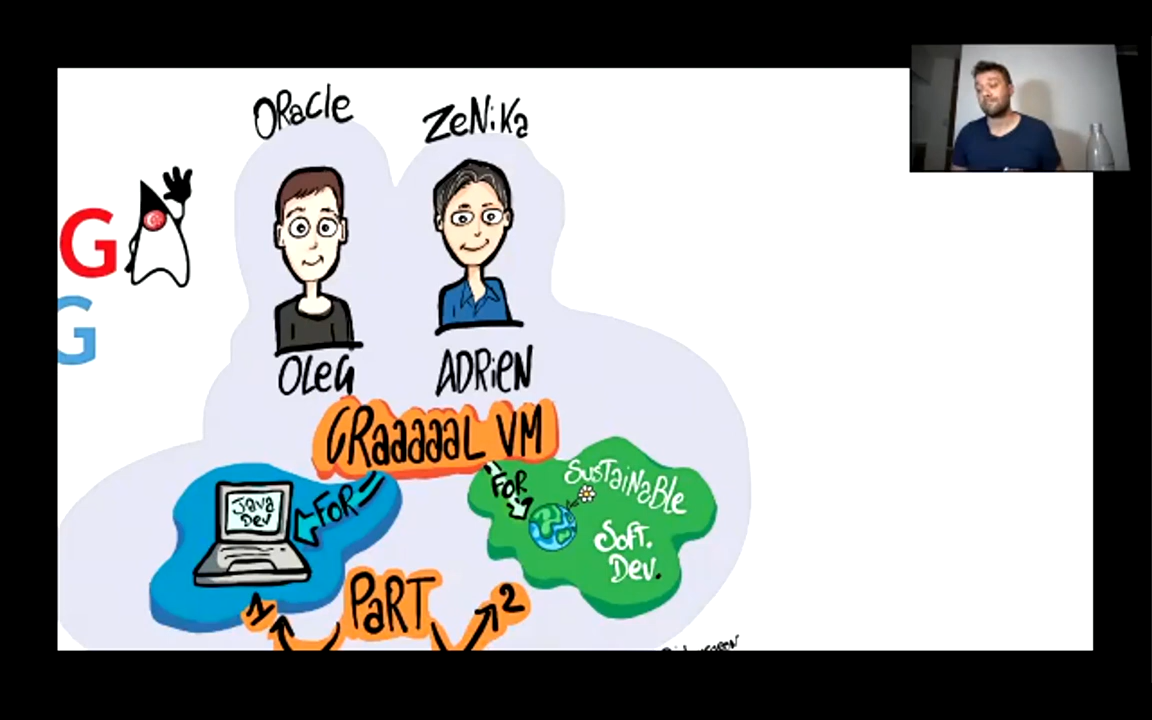 ORacle
ZeNiKa
G
G
OLeG
ADRieN
GRaaaaaL VM
JaVa
Dev
FOR
FOR
SusTaiNaBLe
Soft.
Dev.
PaRT
1
2